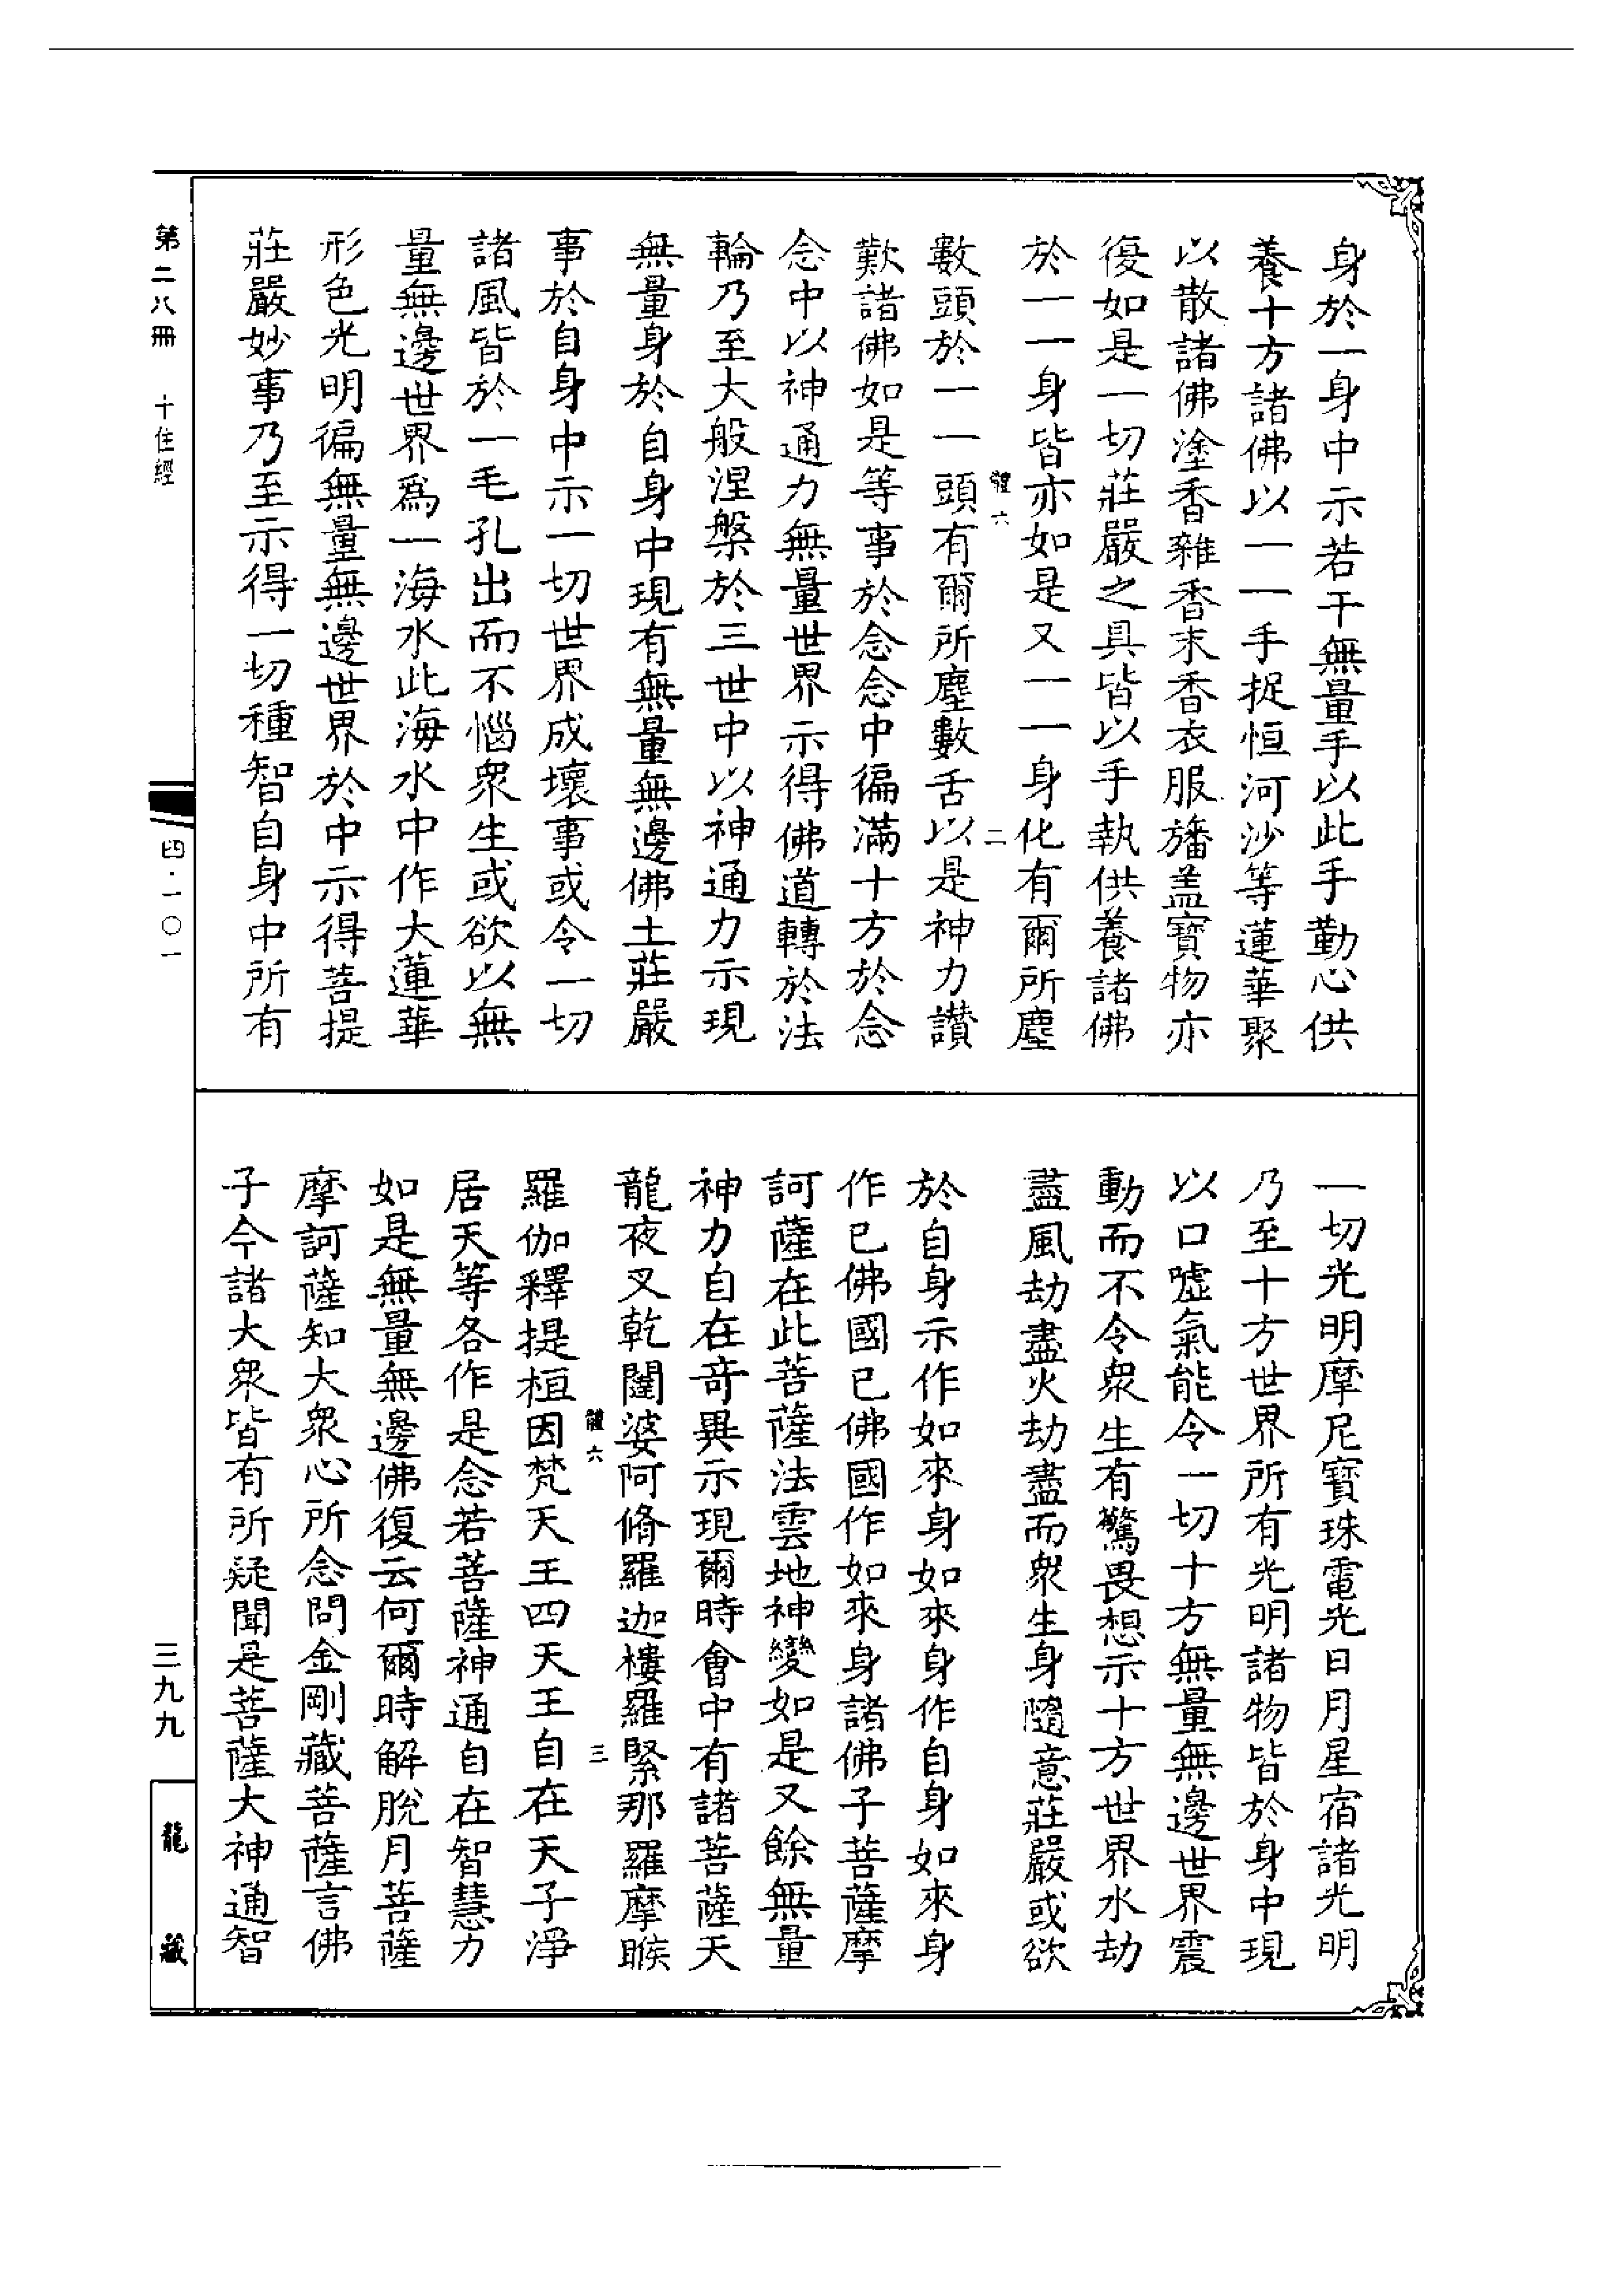 身於一身中示若干無量手以此手勤心供
養十方諸佛以一一手捉恒河沙等蓮華聚
以散諸佛塗香雜香末香衣服旛盖寶物亦
復如是一切莊嚴之具皆以手執供養諸佛
於一一身皆亦如是又一一身化有爾所塵
體六 二
數頭於一一頭有爾所塵數舌以是神力讃
歎諸佛如是等事於念念中徧滿十方於念
念中以神通力無量世界示得佛道轉於法
輪乃至大般涅槃於三世中以神通力示現
無量身於自身中現有無量無邊佛土莊嚴
事於自身中示一切世界成壞事或令一切
諸風皆於一毛孔出而不惱眾生或欲以無
量無邊世界爲一海水此海水中作大蓮華
形色光明徧無量無邊世界於中示得菩提
莊嚴妙事乃至示得一切種智自身中所有
一切光明摩尼寶珠電光日月星宿諸光明
乃至十方世界所有光明諸物皆於身中現
以口噓氣能令一切十方無量無邊世界震
動而不令眾生有驚畏想示十方世界水劫
盡風劫盡火劫盡而眾生身隨意莊嚴或欲
於自身示作如來身如來身作自身如來身
作已佛國已佛國作如來身諸佛子菩薩摩
訶薩在此菩薩法雲地神變如是又餘無量
神力自在奇異示現爾時會中有諸菩薩天
龍夜叉乾闥婆阿脩羅迦樓羅緊那羅摩睺
體六 三
羅伽釋提桓因梵天王四天王自在天子淨
居天等各作是念若菩薩神通自在智慧力
如是無量無邊佛復云何爾時解脫月菩薩
摩訶薩知大眾心所念問金剛藏菩薩言佛
子今諸大眾皆有所疑聞是菩薩大神通智
第二八冊 十住經
四·一〇一
三九九
龍藏